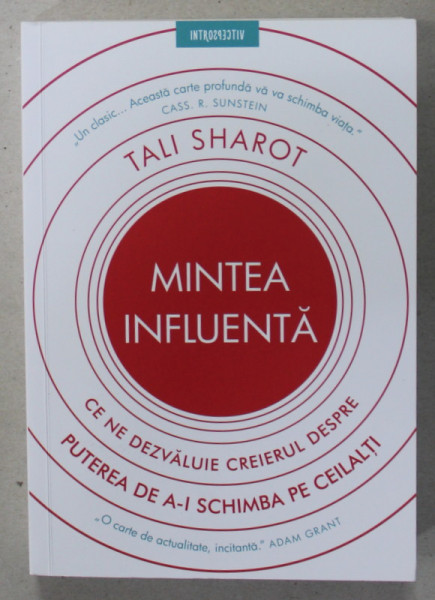 INTROSPECTIV
„Un clasic... Această carte profundă vă va schimba viața.”
CASS. R. SUNSTEIN
TALI SHAROT
MINTEA
INFLUENTĂ
CE NE DEZVĂLUIE CREIERUL DESPRE
PUTEREA DE A-I SCHIMBA PE CEILALȚI
„O carte de actualitate, incitantă.” ADAM GRANT